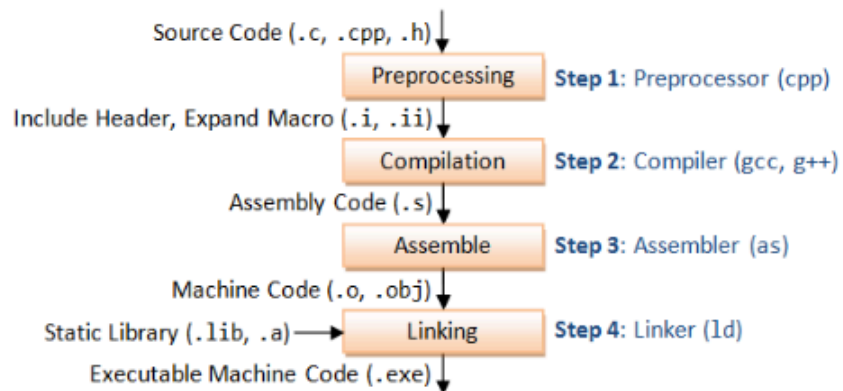 Source Code (.c, .cpp, .h)
Preprocessing
Step 1: Preprocessor (cpp)
Include Header, Expand Macro (.i, .ii)
Compilation
Step 2: Compiler (gcc, g++)
Assembly Code (.s)
Assemble
Step 3: Assembler (as)
Machine Code (.o, .obj)
Static Library (.lib, .a)
Linking
Step 4: Linker (ld)
Executable Machine Code (.exe)